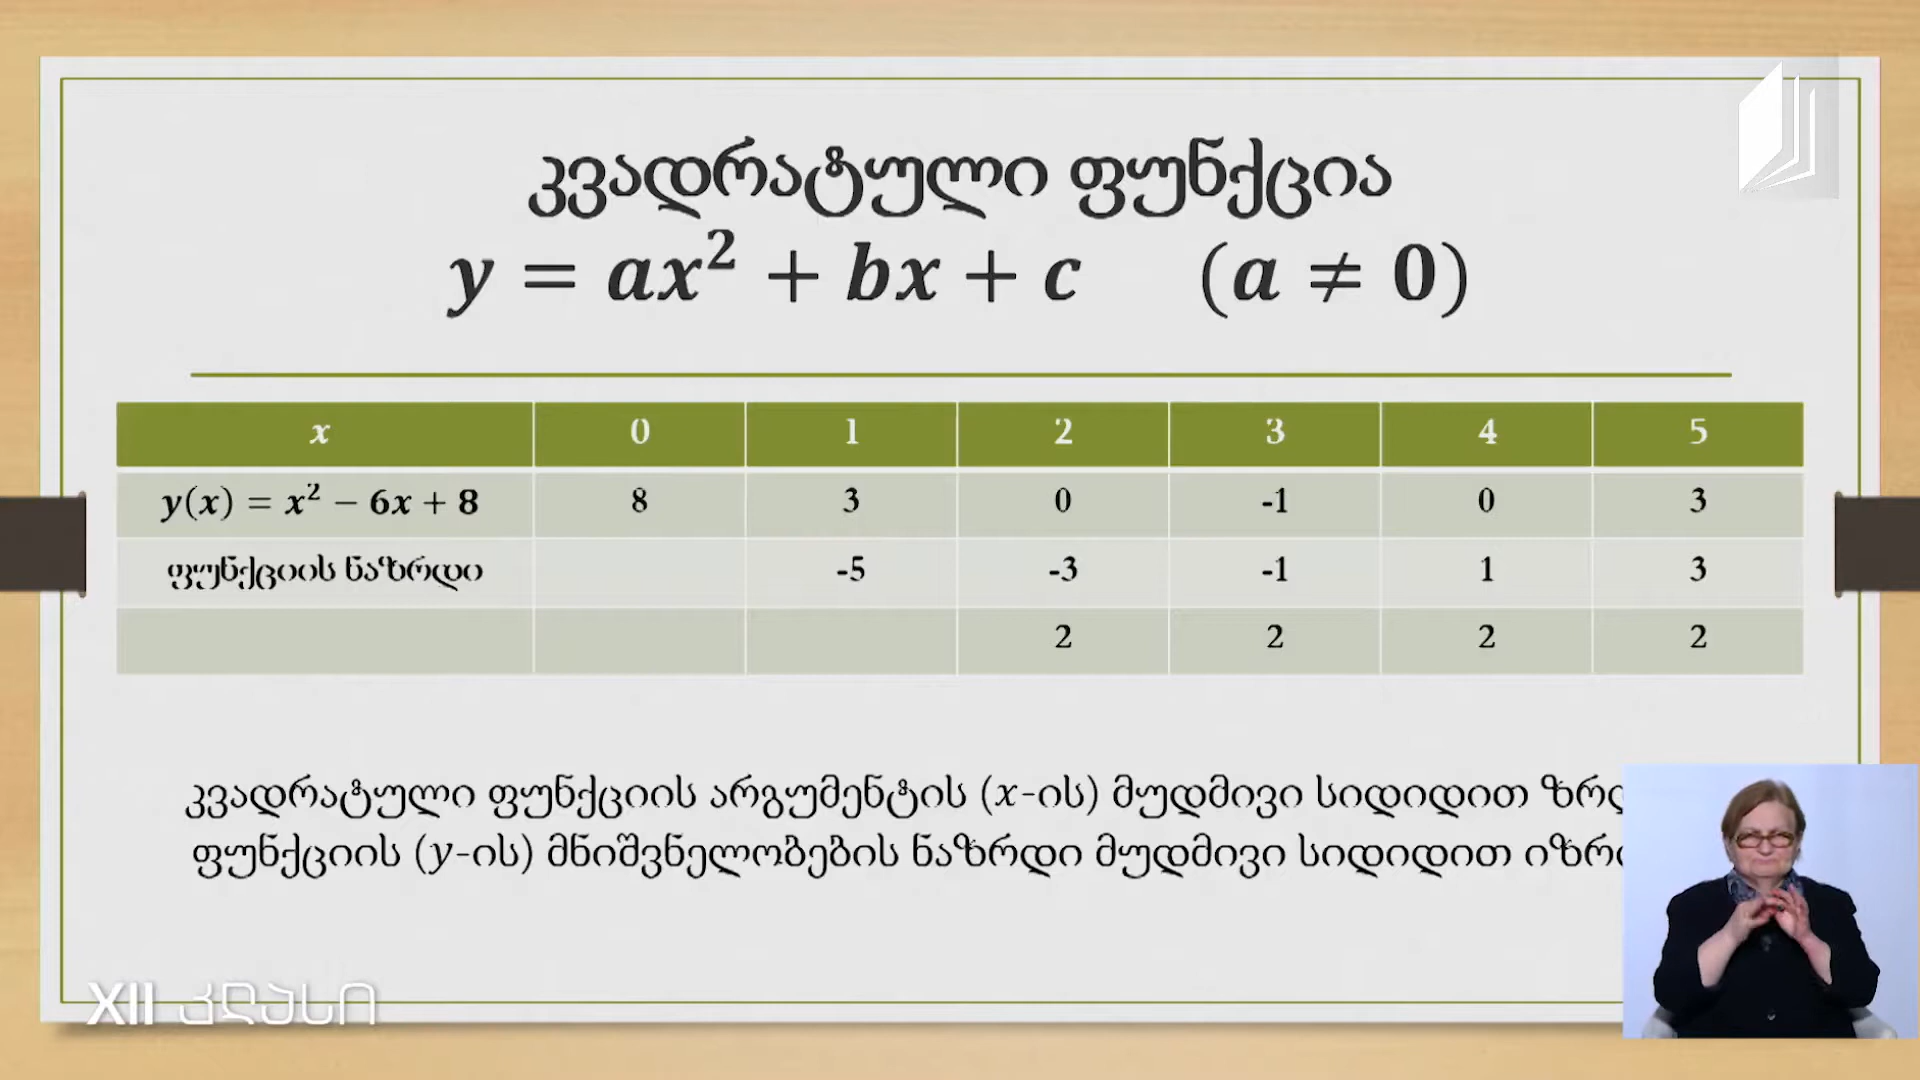 კვადრატული ფუნქცია
y = ax² + bx + c (a ≠ 0)
x 0 1 2 3 4 5
y(x) = x² − 6x + 8 8 3 0 -1 0 3
ფუნქციის ნაზრდი -5 -3 -1 1 3
2 2 2 2
კვადრატული ფუნქციის არგუმენტის (x-ის) მუდმივი სიდიდით
ფუნქციის (y-ის) მნიშვნელობების ნაზრდი მუდმივი სიდიდით
XII კლასი